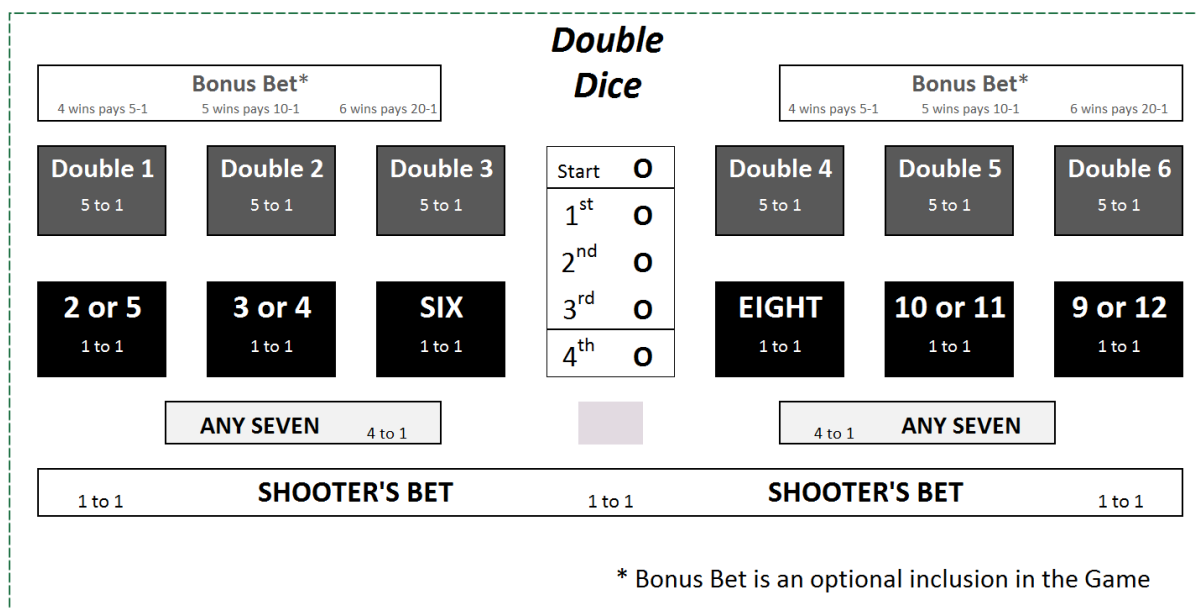 Double
Dice
Bonus Bet*
4 wins pays 5-1 5 wins pays 10-1 6 wins pays 20-1
Bonus Bet*
4 wins pays 5-1 5 wins pays 10-1 6 wins pays 20-1
Double 1
5 to 1
Double 2
5 to 1
Double 3
5 to 1
Start O
1st O
2nd O
3rd O
4th O
Double 4
5 to 1
Double 5
5 to 1
Double 6
5 to 1
2 or 5
1 to 1
3 or 4
1 to 1
SIX
1 to 1
EIGHT
1 to 1
10 or 11
1 to 1
9 or 12
1 to 1
ANY SEVEN 4 to 1
4 to 1 ANY SEVEN
1 to 1 SHOOTER'S BET 1 to 1 SHOOTER'S BET 1 to 1
* Bonus Bet is an optional inclusion in the Game